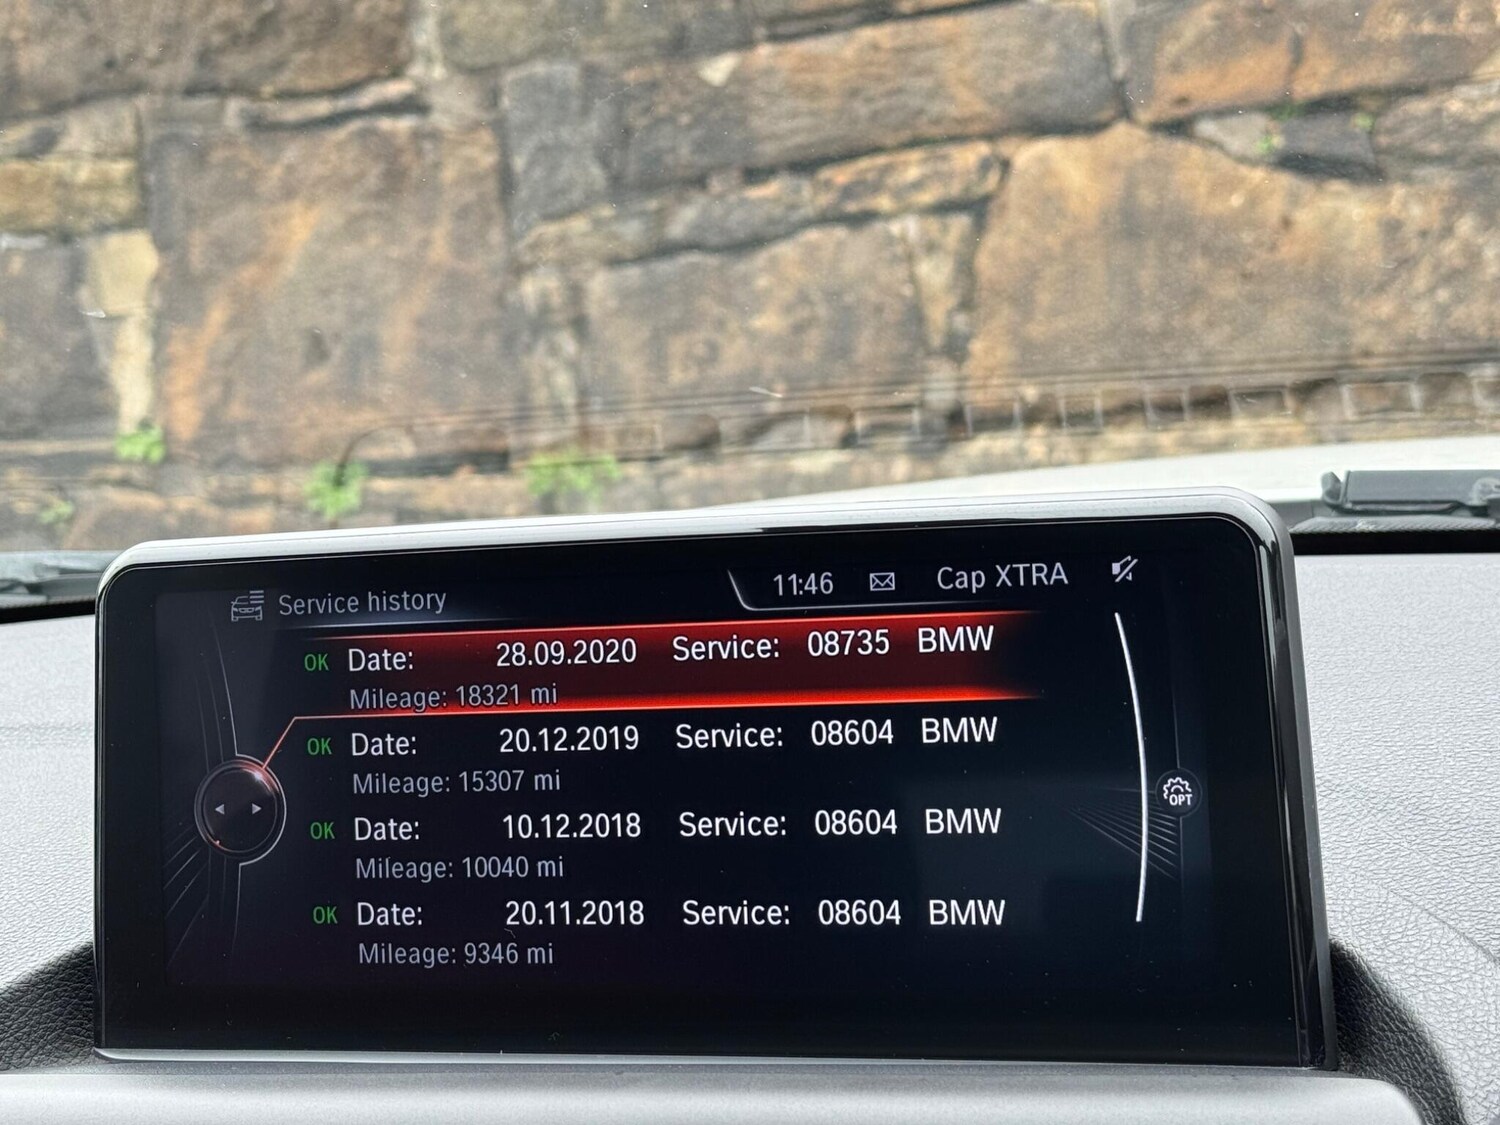 Service history 11:46 Cap XTRA
OK Date: 28.09.2020 Service: 08735 BMW
Mileage: 18321 mi
OK Date: 20.12.2019 Service: 08604 BMW
Mileage: 15307 mi
OK Date: 10.12.2018 Service: 08604 BMW
Mileage: 10040 mi
OPT
OK Date: 20.11.2018 Service: 08604 BMW
Mileage: 9346 mi